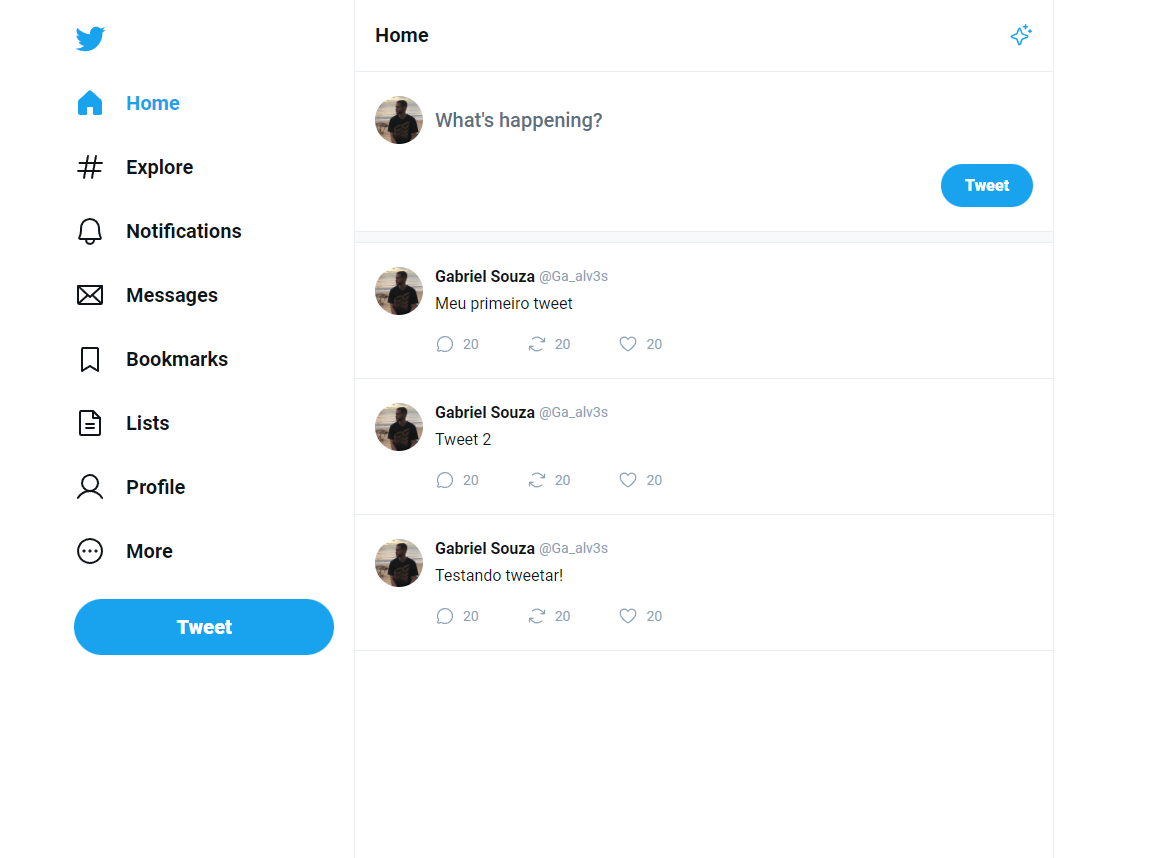 Home
Explore
Notifications
Messages
Bookmarks
Lists
Profile
More
Tweet
Home
What's happening?
Tweet
Gabriel Souza @Ga_alv3s
Meu primeiro tweet
20 20 20
Gabriel Souza @Ga_alv3s
Tweet 2
20 20 20
Gabriel Souza @Ga_alv3s
Testando tweetar!
20 20 20